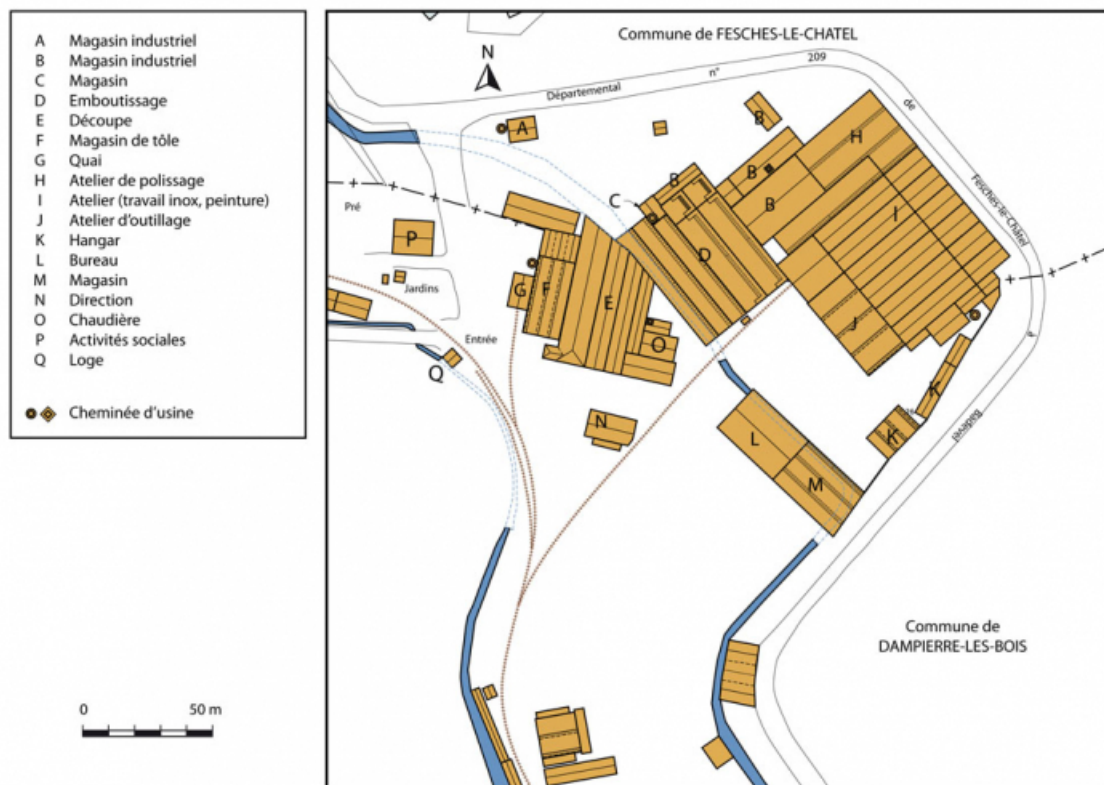 A Magasin industriel
B Magasin industriel
C Magasin
D Emboutissage
E Découpe
F Magasin de tôle
G Quai
H Atelier de polissage
I Atelier (travail inox, peinture)
J Atelier d'outillage
K Hangar
L Bureau
M Magasin
N Direction
O Chaudière
P Activités sociales
Q Loge
Cheminée d'usine
0 50 m
Commune de FESCHES-LE-CHATEL
N
Départemental n° 209 de Fesches-le-Châtel à Badevel
A
B
H
B
B
C
B
I
Pré
P
D
F
G
E
Jardins
J
Entrée
O
Q
K
N
L
K
M
Commune de
DAMPIERRE-LES-BOIS